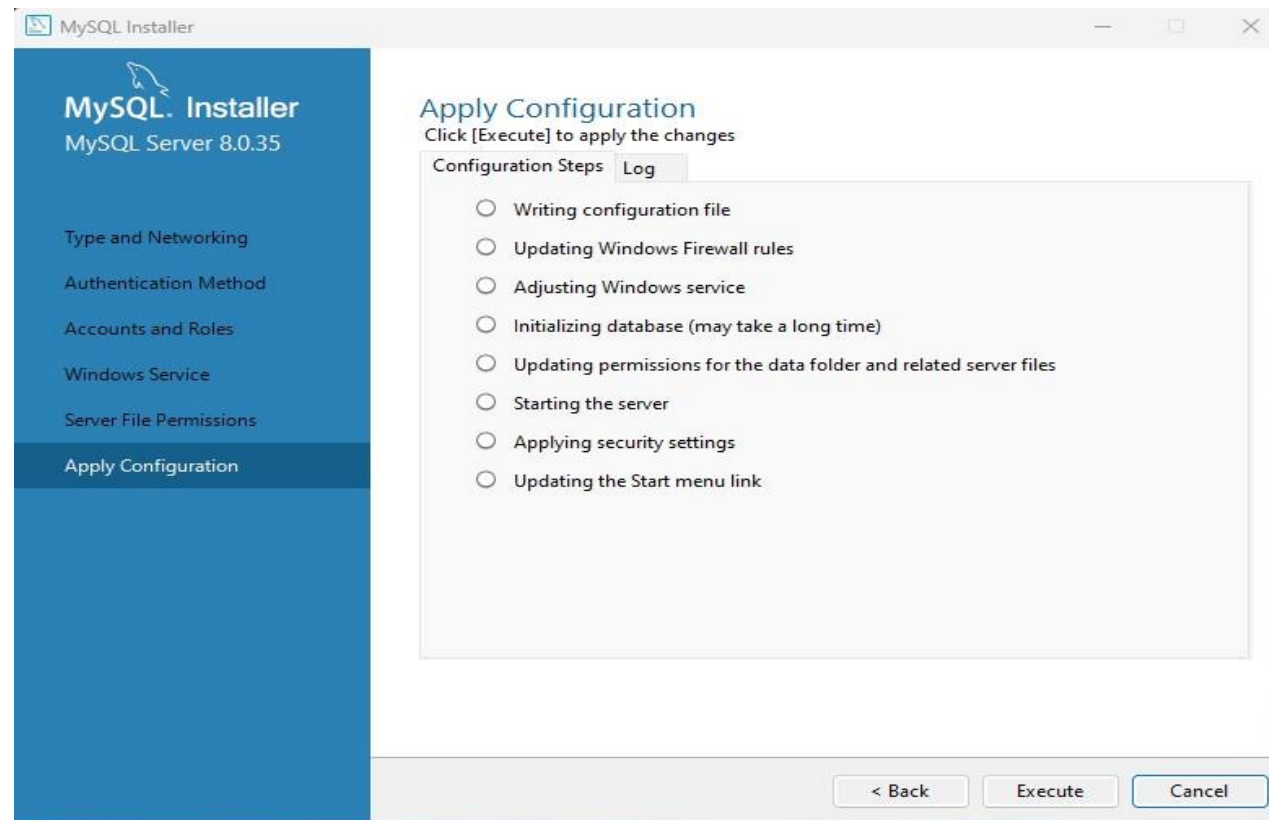 MySQL Installer
MySQL. Installer
MySQL Server 8.0.35
Type and Networking
Authentication Method
Accounts and Roles
Windows Service
Server File Permissions
Apply Configuration
Apply Configuration
Click [Execute] to apply the changes
Configuration Steps Log
Writing configuration file
Updating Windows Firewall rules
Adjusting Windows service
Initializing database (may take a long time)
Updating permissions for the data folder and related server files
Starting the server
Applying security settings
Updating the Start menu link
< Back Execute Cancel